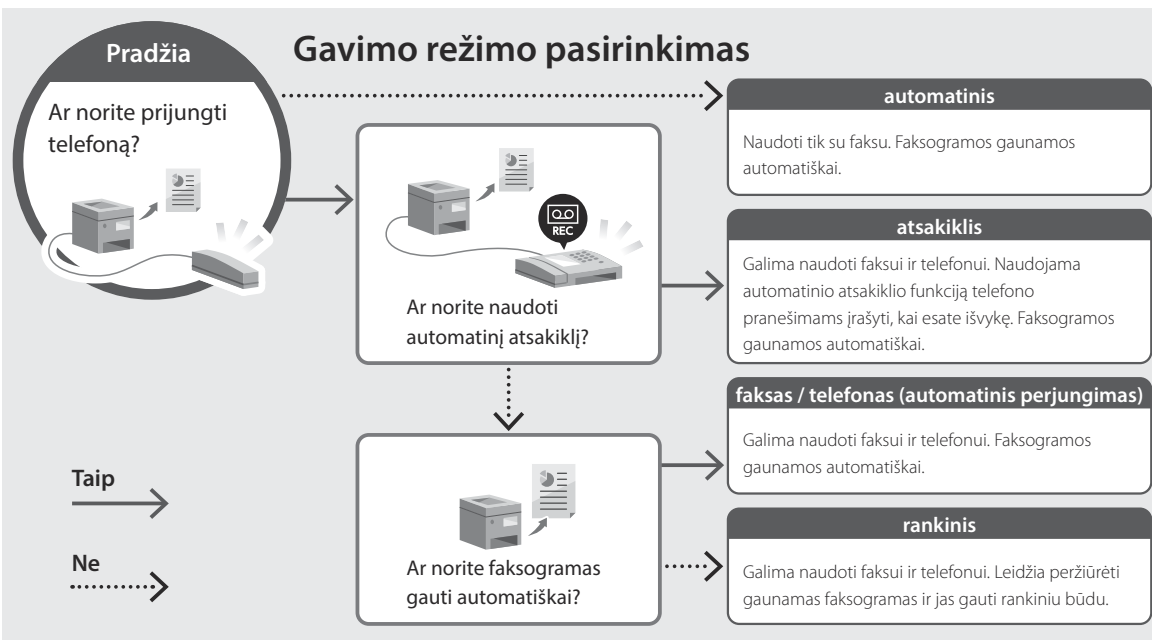 Gavimo režimo pasirinkimas
Pradžia
Ar norite prijungti
telefoną?
REC
Ar norite naudoti
automatinį atsakiklį?
Ar norite faksogramas
gauti automatiškai?
automatinis
Naudoti tik su faksu. Faksogramos gaunamos
automatiškai.
atsakiklis
Galima naudoti faksui ir telefonui. Naudojama
automatinio atsakiklio funkciją telefono
pranešimams įrašyti, kai esate išvykę. Faksogramos
gaunamos automatiškai.
faksas / telefonas (automatinis perjungimas)
Galima naudoti faksui ir telefonui. Faksogramos
gaunamos automatiškai.
rankinis
Galima naudoti faksui ir telefonui. Leidžia peržiūrėti
gaunamas faksogramas ir jas gauti rankiniu būdu.
Taip
Ne